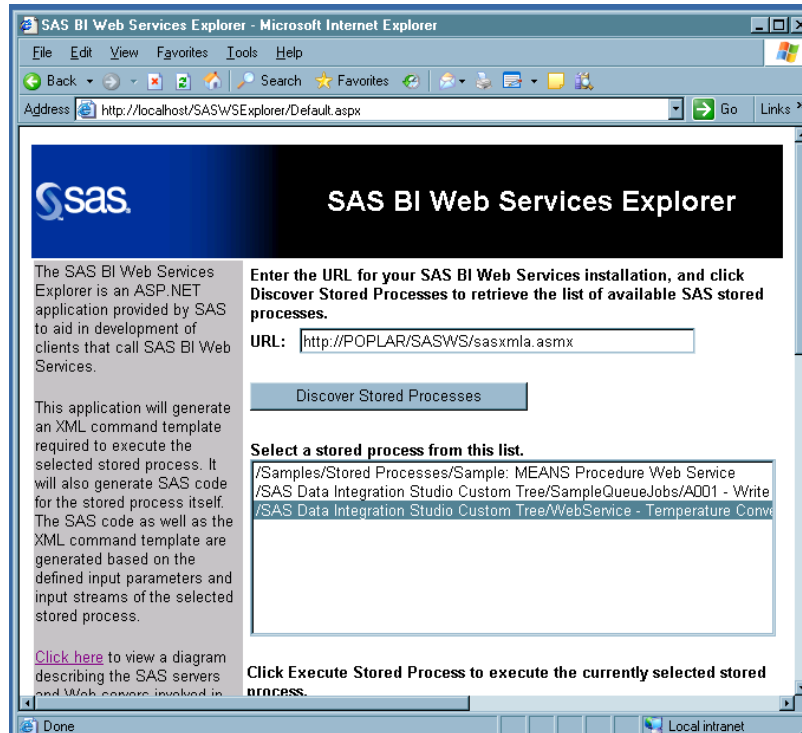 SAS BI Web Services Explorer - Microsoft Internet Explorer
File Edit View Favorites Tools Help
Back Search Favorites
Address http://localhost/SASWSExplorer/Default.aspx Go Links
sas.
SAS BI Web Services Explorer
The SAS BI Web Services
Explorer is an ASP.NET
application provided by SAS
to aid in development of
clients that call SAS BI Web
Services.
This application will generate
an XML command template
required to execute the
selected stored process. It
will also generate SAS code
for the stored process itself.
The SAS code as well as the
XML command template are
generated based on the
defined input parameters and
input streams of the selected
stored process.
Click here to view a diagram
describing the SAS servers
and Web servers involved in
Enter the URL for your SAS BI Web Services installation, and click
Discover Stored Processes to retrieve the list of available SAS stored
processes.
URL: http://POPLAR/SASWS/sasxmla.asmx
Discover Stored Processes
Select a stored process from this list.
/Samples/Stored Processes/Sample: MEANS Procedure Web Service
/SAS Data Integration Studio Custom Tree/SampleQueueJobs/A001 - Write
/SAS Data Integration Studio Custom Tree/WebService - Temperature Conve
Click Execute Stored Process to execute the currently selected stored
process.
Done Local intranet